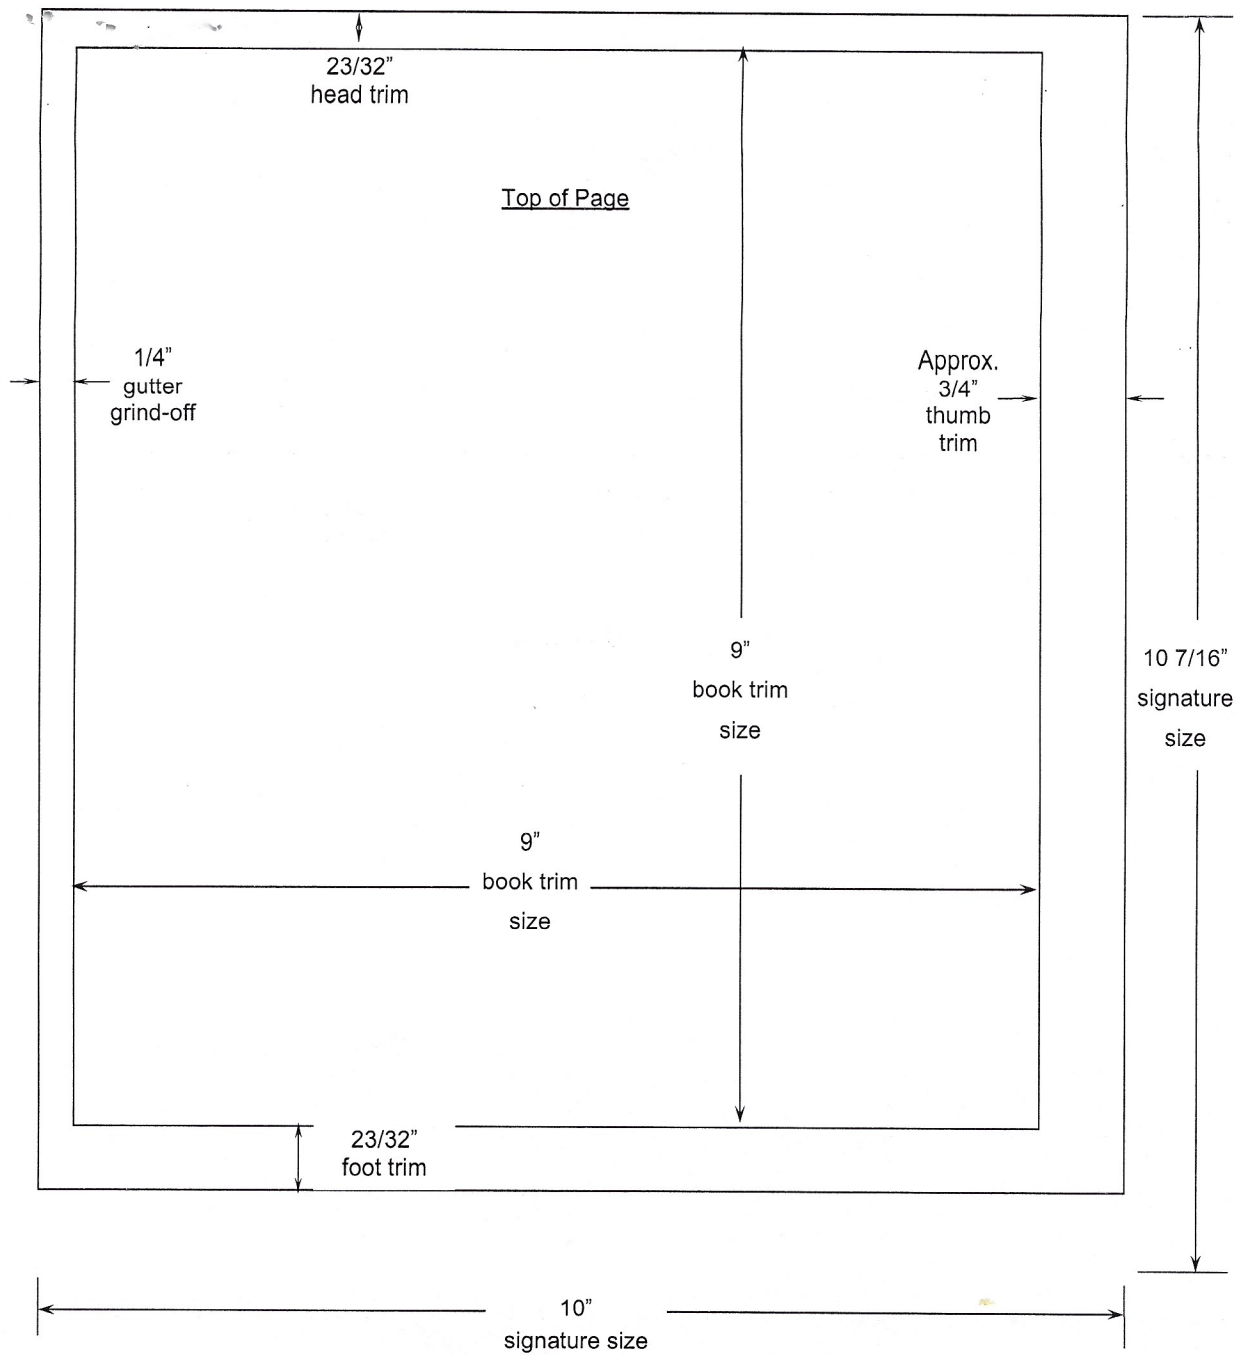 23/32”
head trim
Top of Page
1/4”
gutter
grind-off
Approx.
3/4”
thumb
trim
9”
book trim
size
10 7/16”
signature
size
9”
book trim
size
23/32”
foot trim
10”
signature size